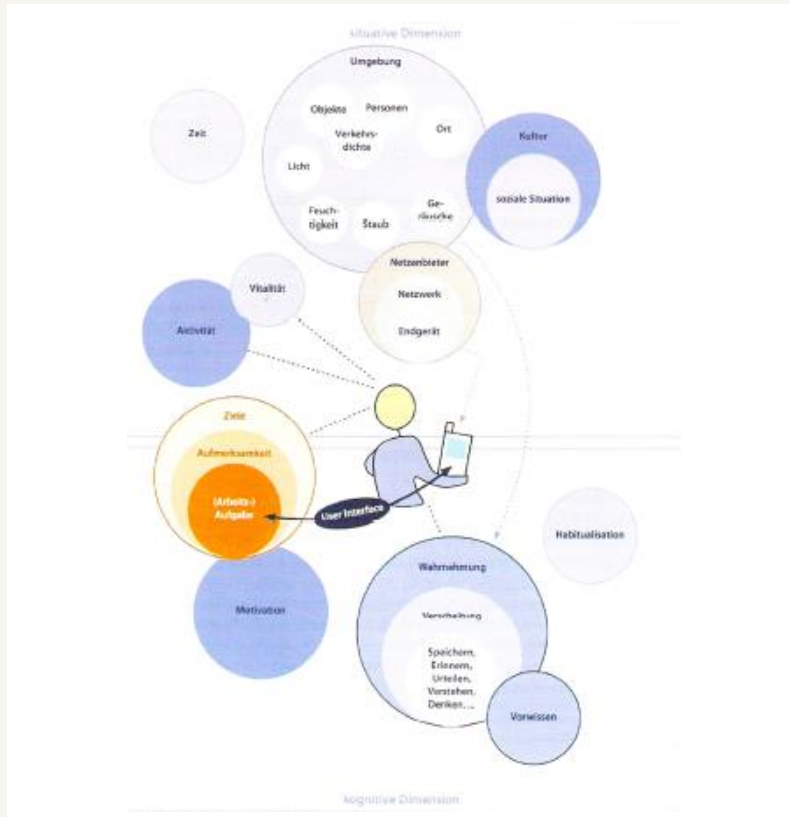 situative Dimension
Umgebung
Objekte
Personen
Verkehrs-
dichte
Ort
Licht
Feuch-
tigkeit
Staub
Ge-
räusche
Zeit
Kultur
soziale Situation
Netzanbieter
Netzwerk
Endgerät
Vitalität
Aktivität
Ziele
Aufmerksamkeit
(Arbeits-)
Aufgabe
User Interface
Motivation
Habitualisation
Wahrnehmung
Verarbeitung
Speichern,
Erinnern,
Urteilen,
Verstehen,
Denken, ...
Vorwissen
kognitive Dimension